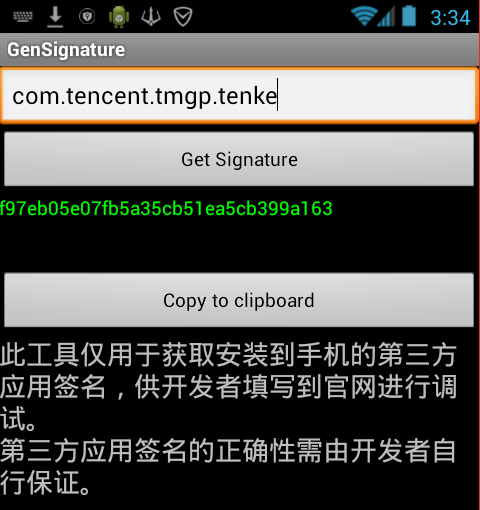 3:34
GenSignature
com.tencent.tmgp.tenke
Get Signature
f97eb05e07fb5a35cb51ea5cb399a163
Copy to clipboard
此工具仅用于获取安装到手机的第三方
应用签名，供开发者填写到官网进行调
试。
第三方应用签名的正确性需由开发者自
行保证。